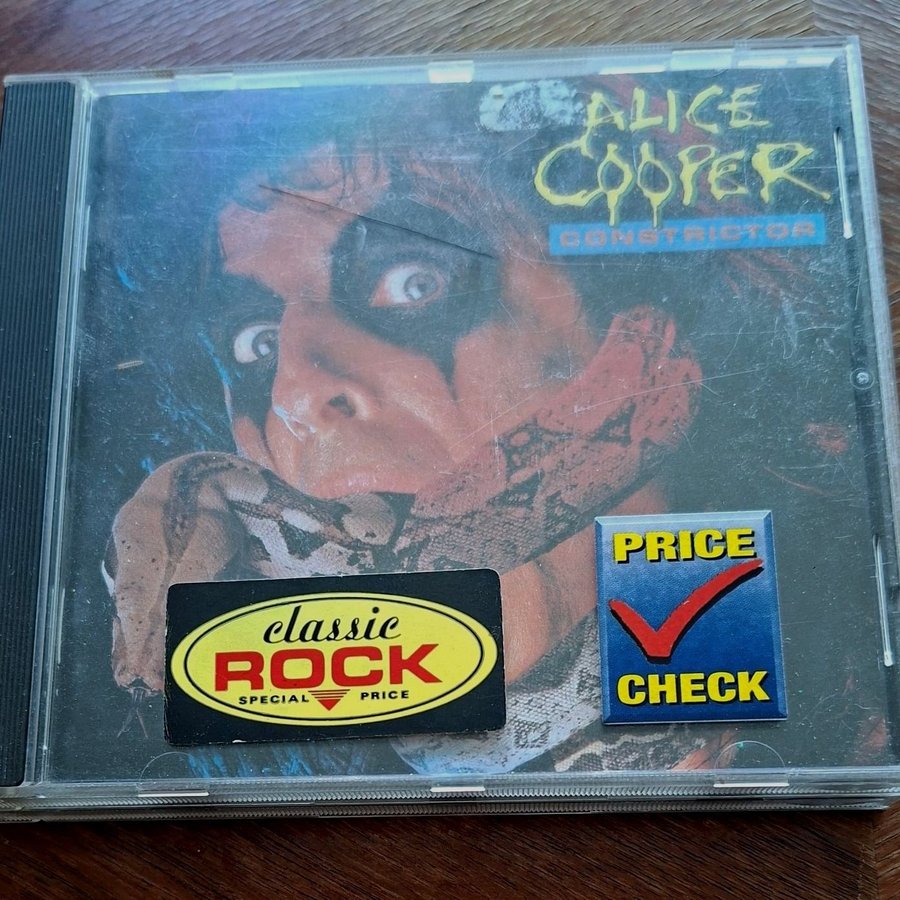 ALICE
COOPER
CONSTRICTOR
classic
ROCK
SPECIAL PRICE
PRICE
CHECK